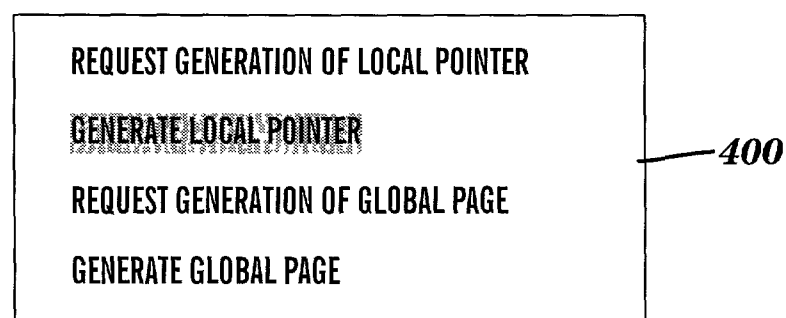 REQUEST GENERATION OF LOCAL POINTER
GENERATE LOCAL POINTER
400
REQUEST GENERATION OF GLOBAL PAGE
GENERATE GLOBAL PAGE